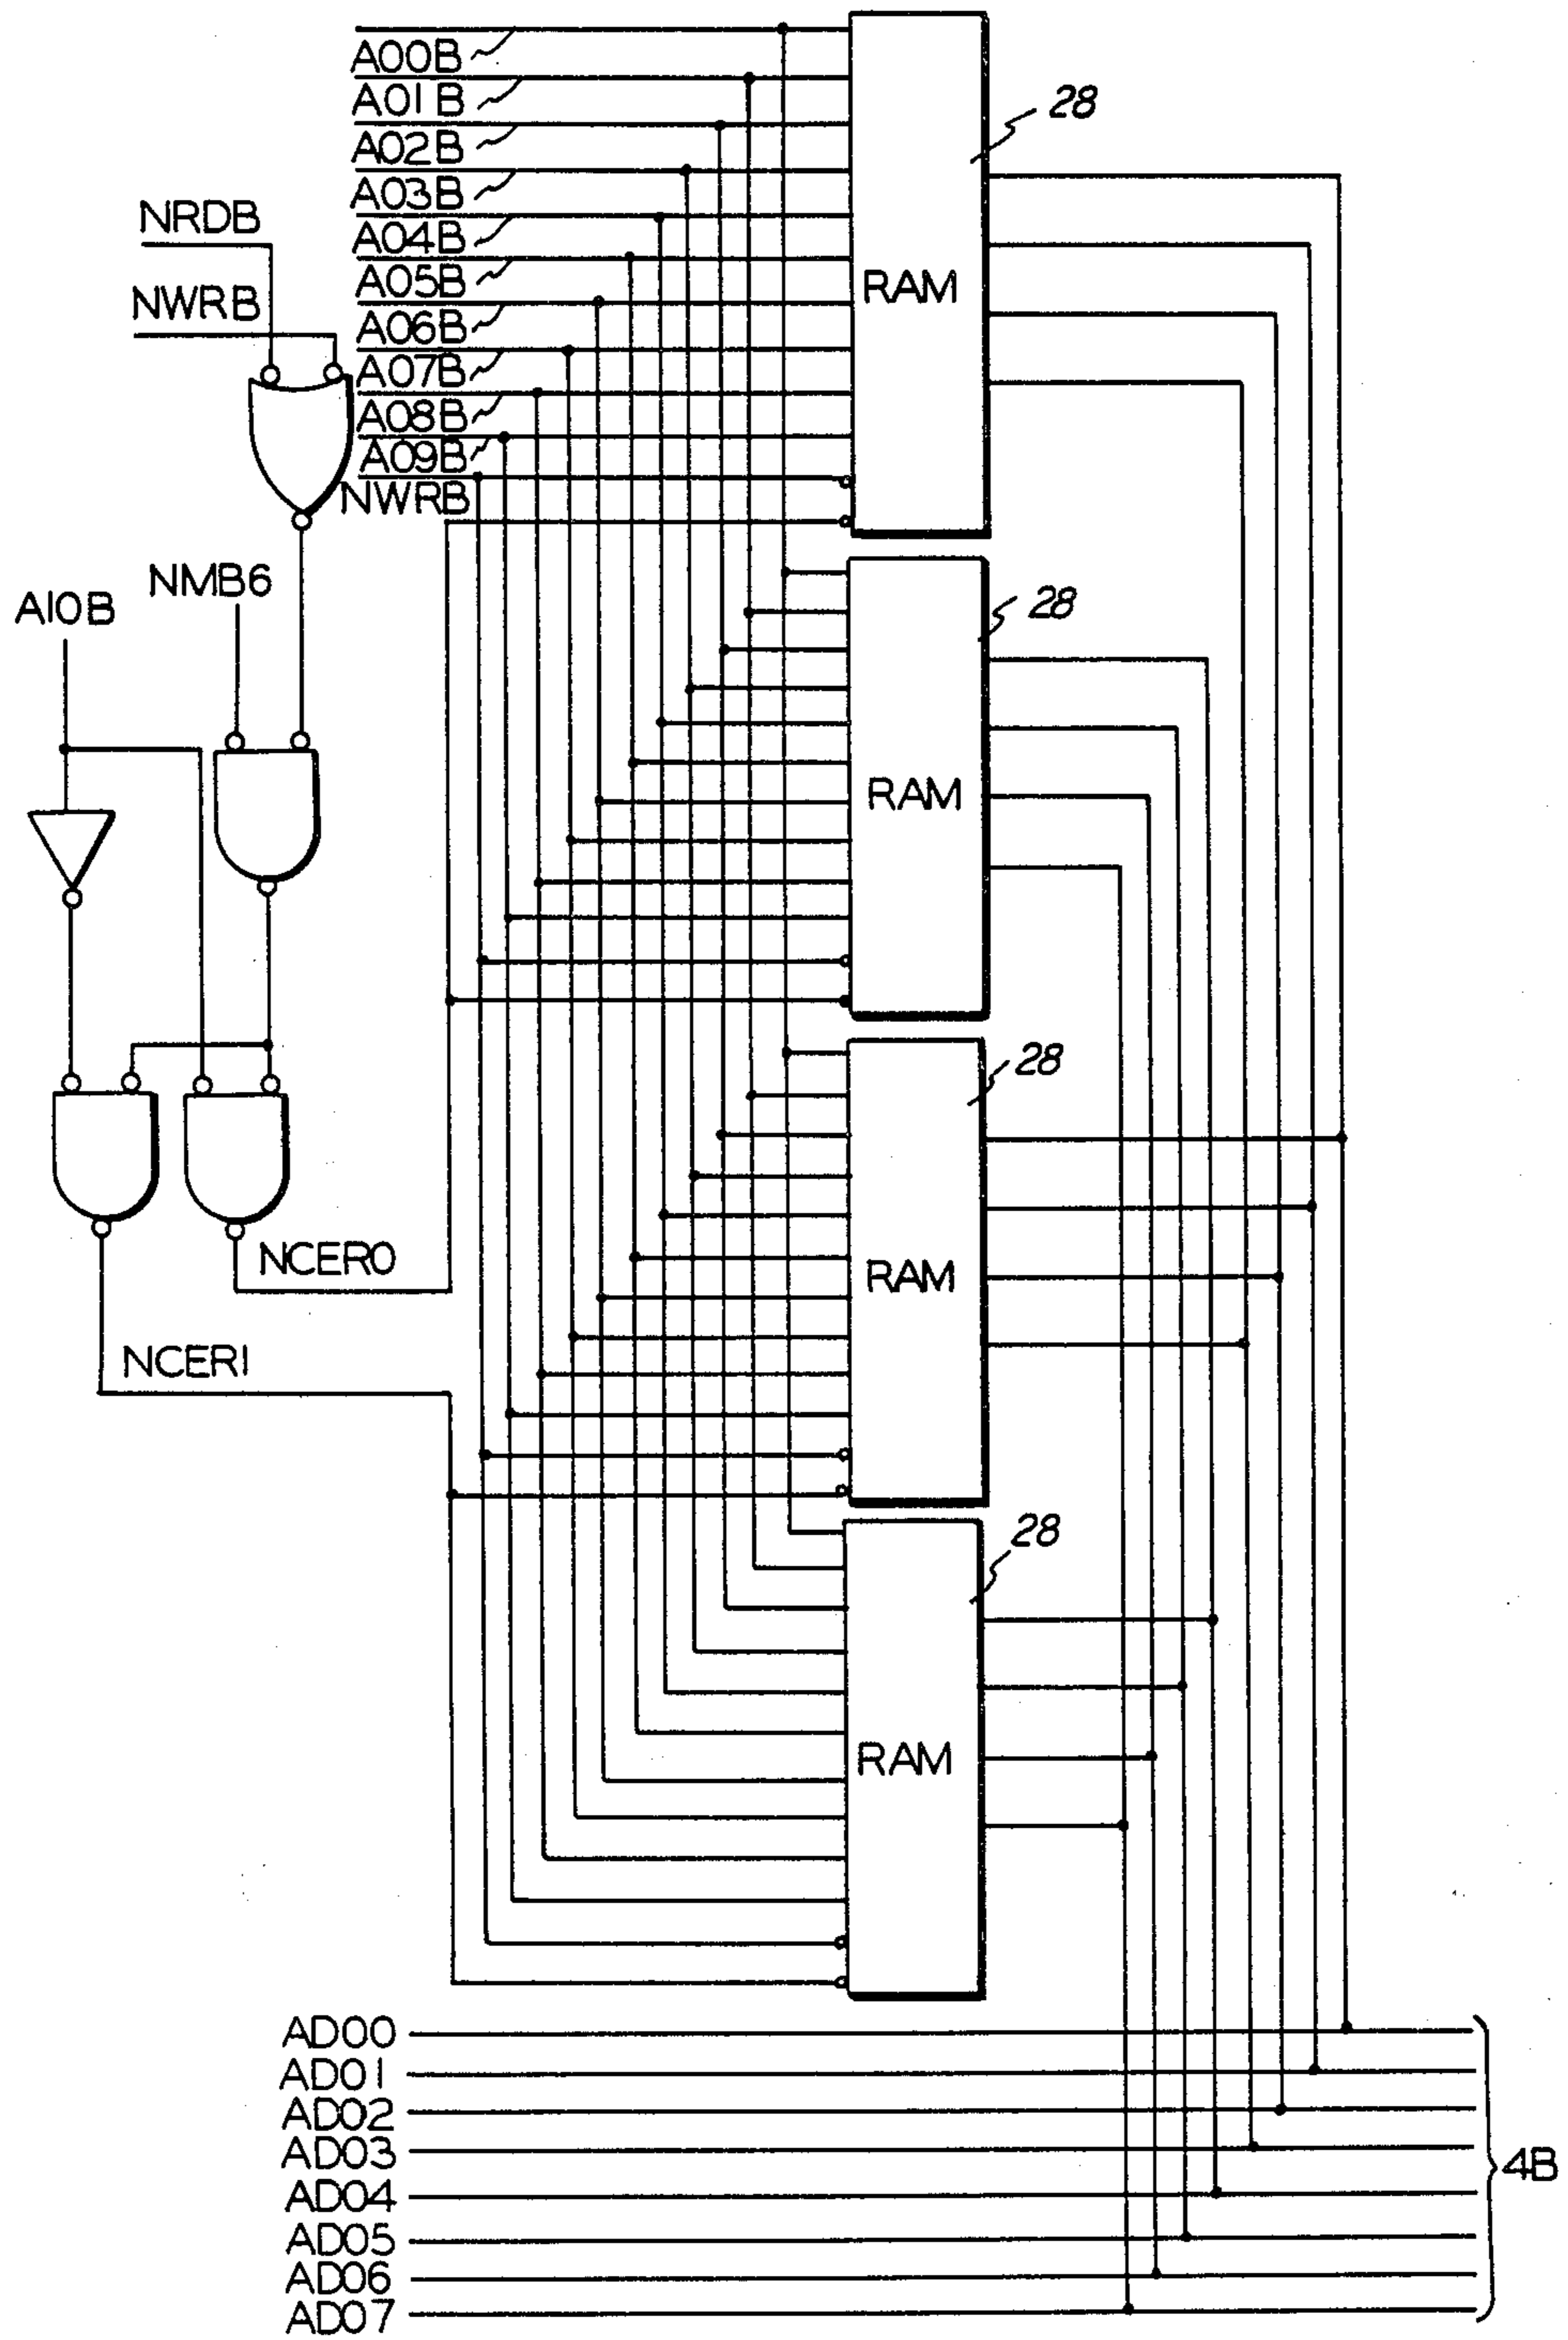 A00B
A01B
A02B
A03B
A04B
A05B
A06B
A07B
A08B
A09B
NWRB
NRDB
NWRB
NMB6
A10B
NCER0
NCER1
28
RAM
28
RAM
28
RAM
28
RAM
AD00
AD01
AD02
AD03
AD04
AD05
AD06
AD07
4B